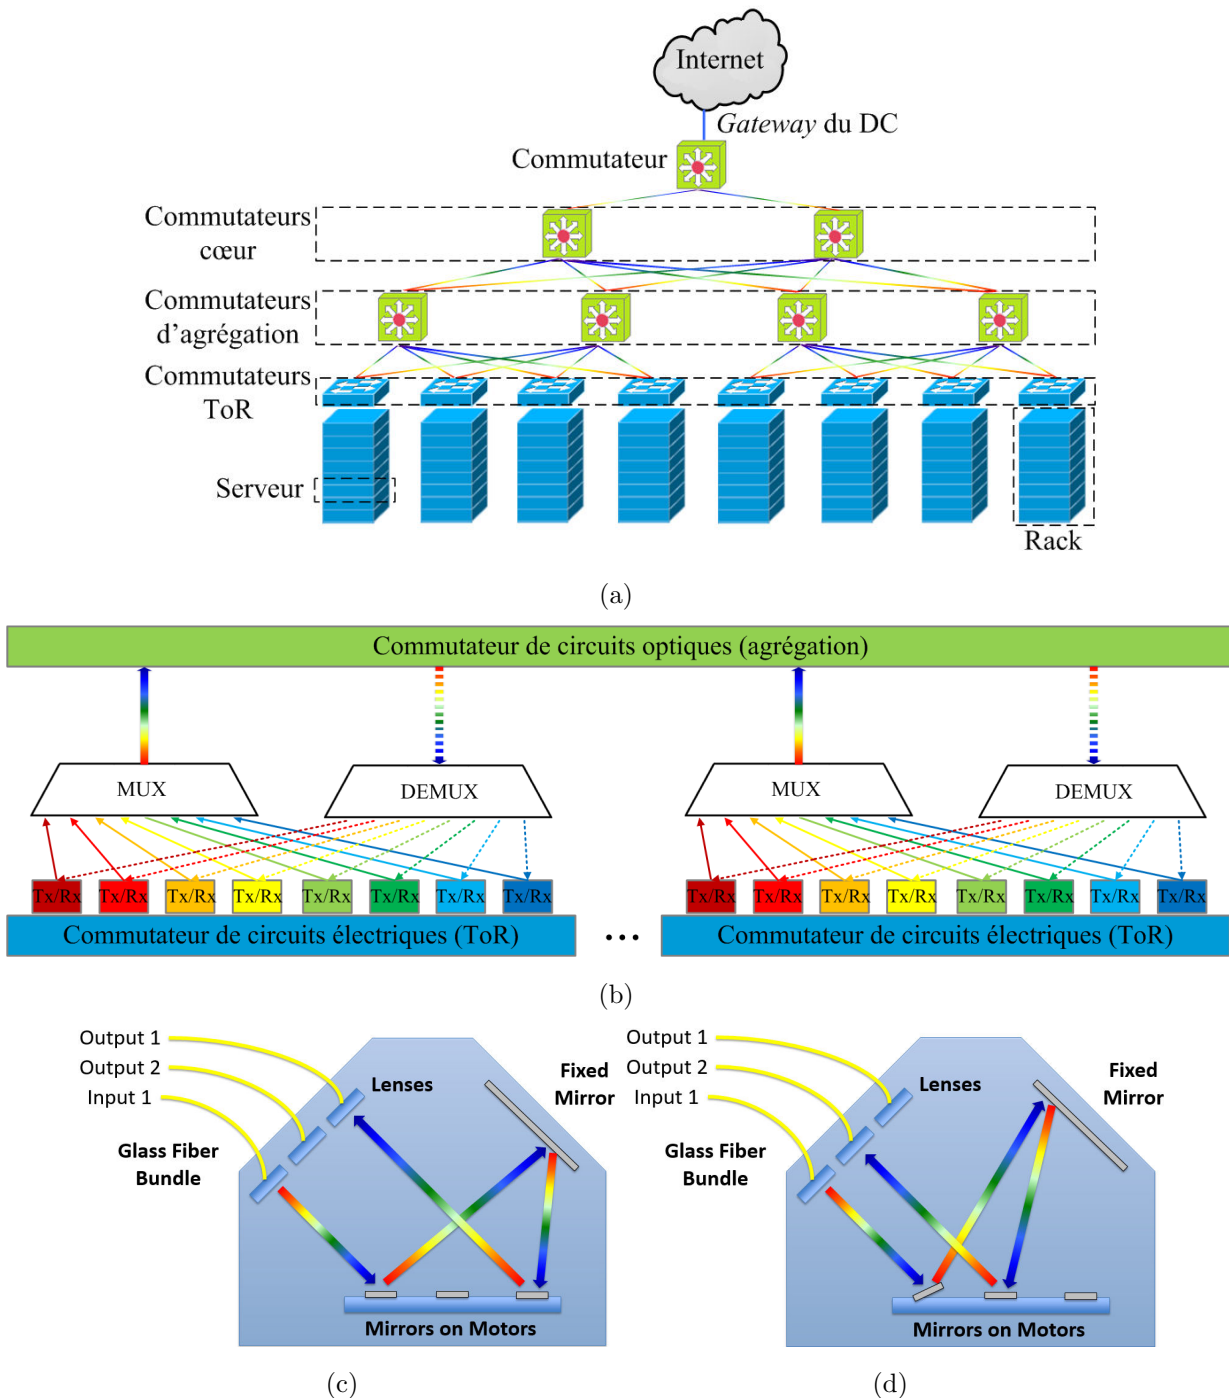 Internet
Gateway du DC
Commutateur
Commutateurs
cœur
Commutateurs
d'agrégation
Commutateurs
ToR
Serveur
Rack
(a)
Commutateur de circuits optiques (agrégation)
MUX
DEMUX
MUX
DEMUX
Tx/Rx Tx/Rx Tx/Rx Tx/Rx Tx/Rx Tx/Rx Tx/Rx Tx/Rx
Tx/Rx Tx/Rx Tx/Rx Tx/Rx Tx/Rx Tx/Rx Tx/Rx Tx/Rx
Commutateur de circuits électriques (ToR)
...
Commutateur de circuits électriques (ToR)
(b)
Output 1
Output 2
Input 1
Lenses
Fixed
Mirror
Glass Fiber
Bundle
Mirrors on Motors
(c)
Output 1
Output 2
Input 1
Lenses
Fixed
Mirror
Glass Fiber
Bundle
Mirrors on Motors
(d)